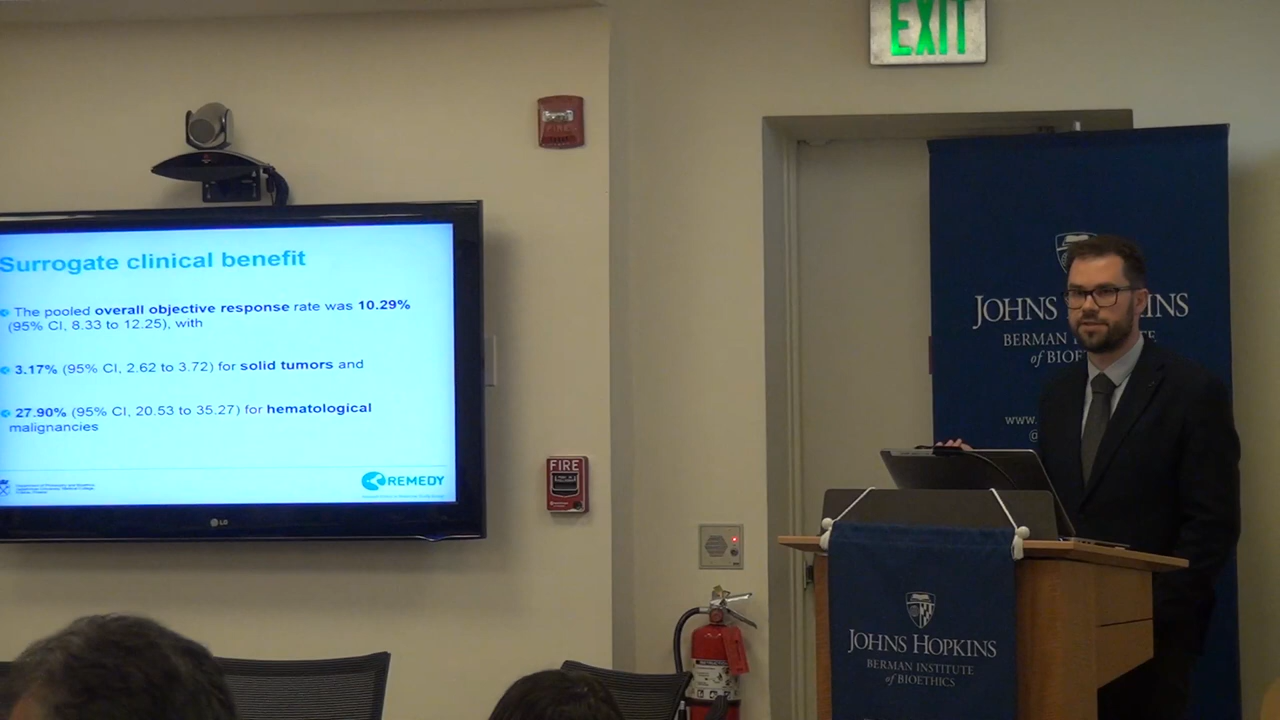 EXIT
FIRE
Surrogate clinical benefit
The pooled overall objective response rate was 10.29%
(95% CI, 8.33 to 12.25), with
3.17% (95% CI, 2.62 to 3.72) for solid tumors and
27.90% (95% CI, 20.53 to 35.27) for hematological
malignancies
REMEDY
LG
FIRE
JOHNS
NS
BERMAN
of
www.
@
JOHNS HOPKINS
BERMAN INSTITUTE
of BIOETHICS